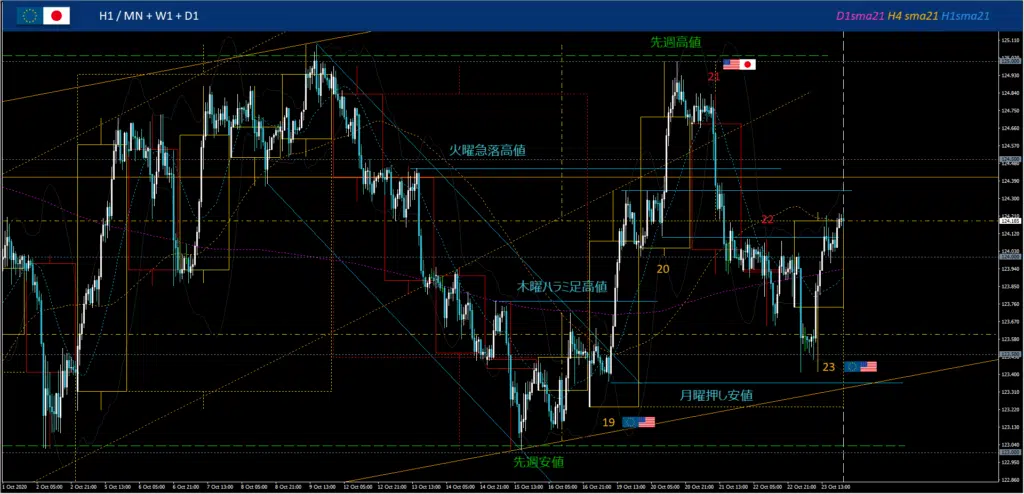 H1 / MN + W1 + D1
D1sma21 H4 sma21 H1sma21
先週高値
21
火曜急落高値
22
20
木曜ハラミ足高値
23
月曜押し安値
19
先週安値
125.110
125.000
124.930
124.840
124.750
124.660
124.570
124.500
124.480
124.390
124.300
124.210
124.120
124.000
123.940
123.850
123.760
123.670
123.580
123.500
123.490
123.400
123.310
123.220
123.130
123.000
122.950
122.860
1 Oct 2020
2 Oct 05:00
2 Oct 21:00
5 Oct 13:00
6 Oct 05:00
6 Oct 21:00
7 Oct 13:00
8 Oct 05:00
8 Oct 21:00
9 Oct 13:00
12 Oct 05:00
12 Oct 21:00
13 Oct 13:00
14 Oct 05:00
14 Oct 21:00
15 Oct 13:00
16 Oct 05:00
16 Oct 21:00
19 Oct 13:00
20 Oct 05:00
20 Oct 21:00
21 Oct 13:00
22 Oct 05:00
22 Oct 21:00
23 Oct 13:00